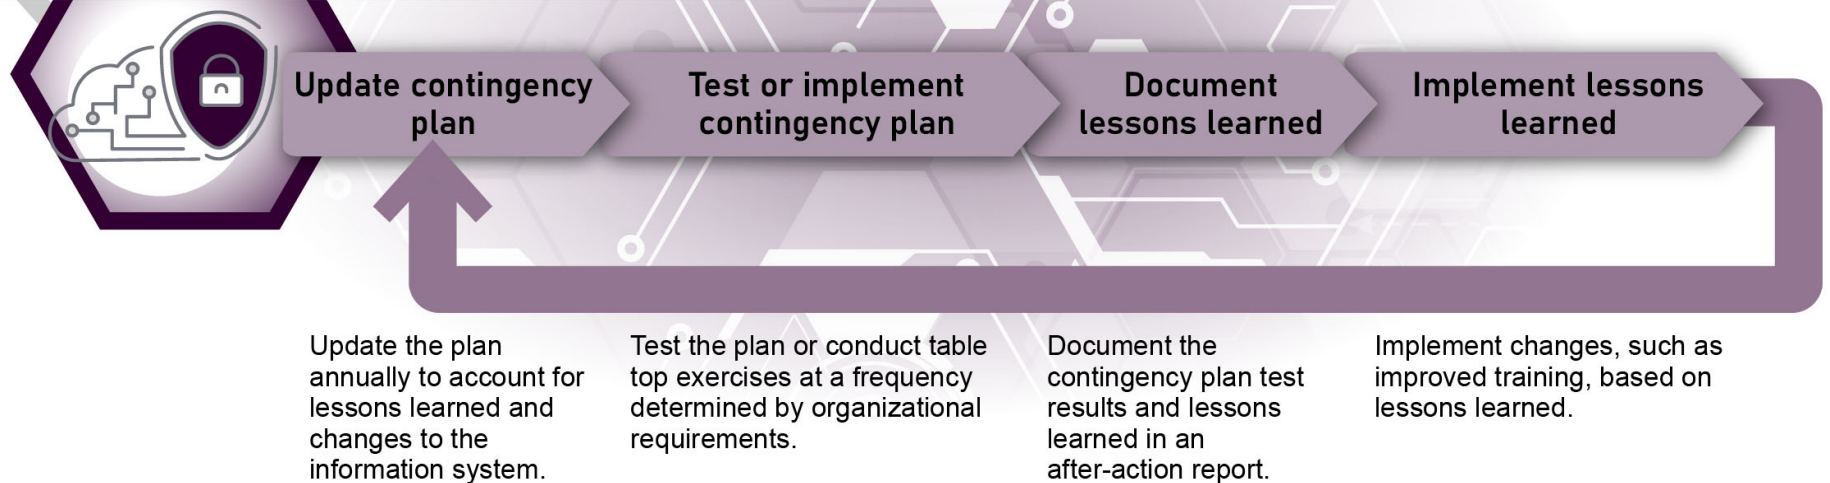 Update contingency
plan
Test or implement
contingency plan
Document
lessons learned
Implement lessons
learned
Update the plan
annually to account for
lessons learned and
changes to the
information system.
Test the plan or conduct table
top exercises at a frequency
determined by organizational
requirements.
Document the
contingency plan test
results and lessons
learned in an
after-action report.
Implement changes, such as
improved training, based on
lessons learned.